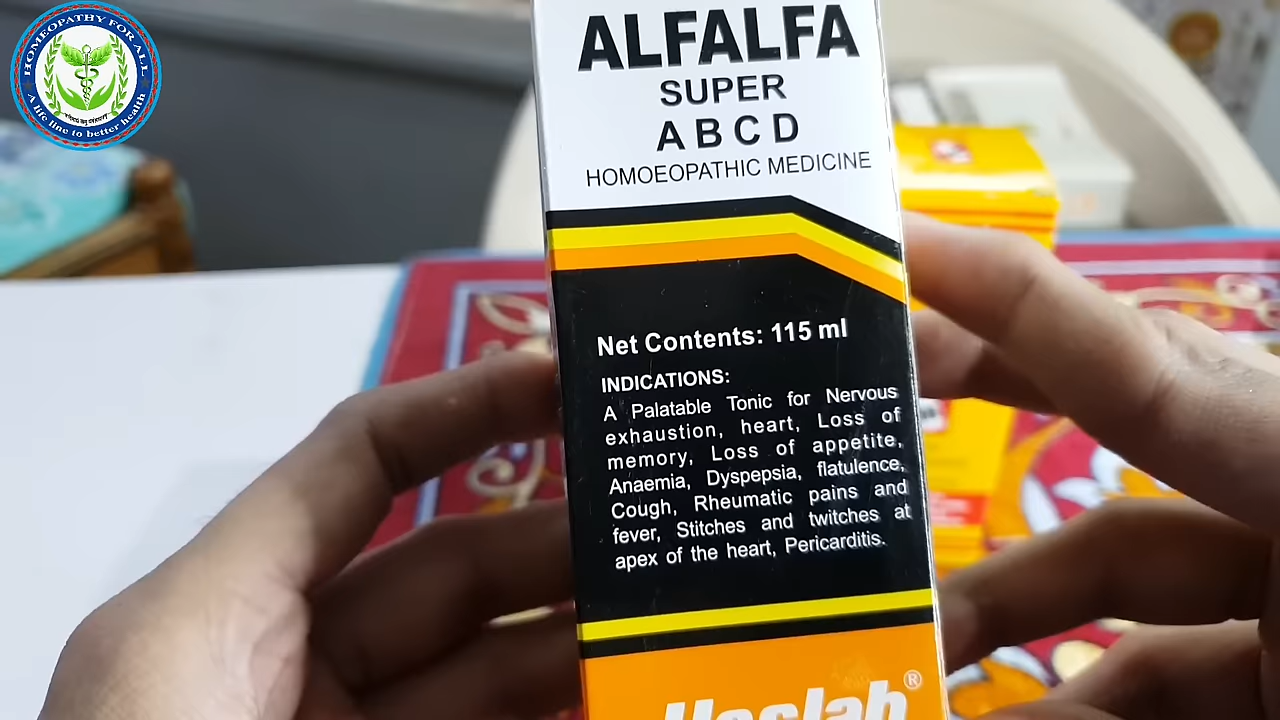 HOMEOPATHY FOR ALL
A life line to better health
ALFALFA
SUPER
A B C D
HOMOEOPATHIC MEDICINE
Net Contents: 115 ml
INDICATIONS:
A Palatable Tonic for Nervous
exhaustion, heart, Loss of
memory, Loss of appetite,
Anaemia, Dyspepsia, flatulence,
Cough, Rheumatic pains and
fever, Stitches and twitches at
apex of the heart, Pericarditis.
®